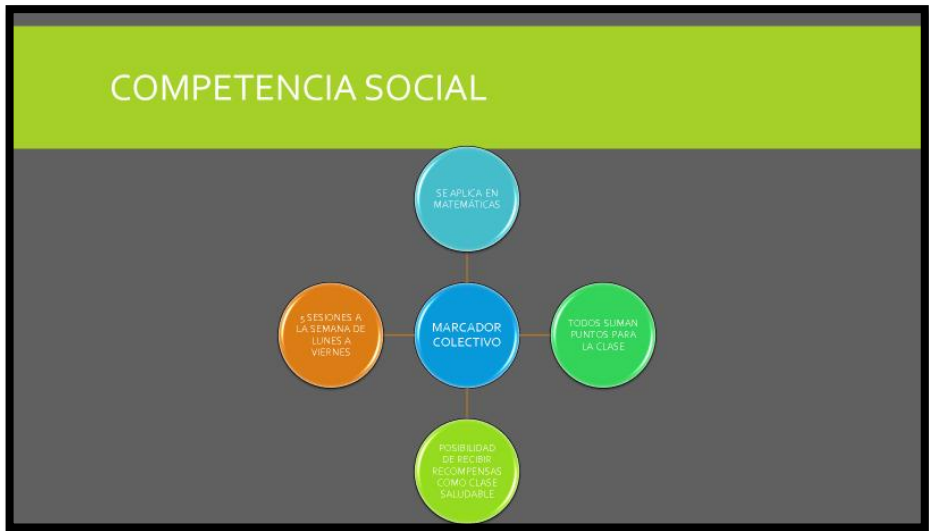 COMPETENCIA SOCIAL
SE APLICA EN
MATEMÁTICAS
5 SESIONES A
LA SEMANA DE
LUNES A
VIERNES
MARCADOR
COLECTIVO
TODOS SUMAN
PUNTOS PARA
LA CLASE
POSIBILIDAD
DE RECIBIR
RECOMPENSAS
COMO CLASE
SALUDABLE